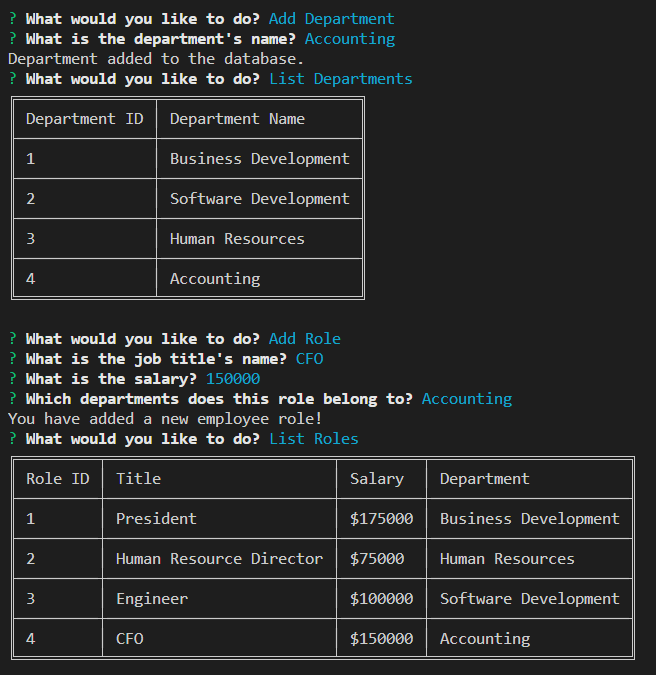 ? What would you like to do? Add Department
? What is the department's name? Accounting
Department added to the database.
? What would you like to do? List Departments
Department ID Department Name
1 Business Development
2 Software Development
3 Human Resources
4 Accounting
? What would you like to do? Add Role
? What is the job title's name? CFO
? What is the salary? 150000
? Which departments does this role belong to? Accounting
You have added a new employee role!
? What would you like to do? List Roles
Role ID Title Salary Department
1 President $175000 Business Development
2 Human Resource Director $75000 Human Resources
3 Engineer $100000 Software Development
4 CFO $150000 Accounting